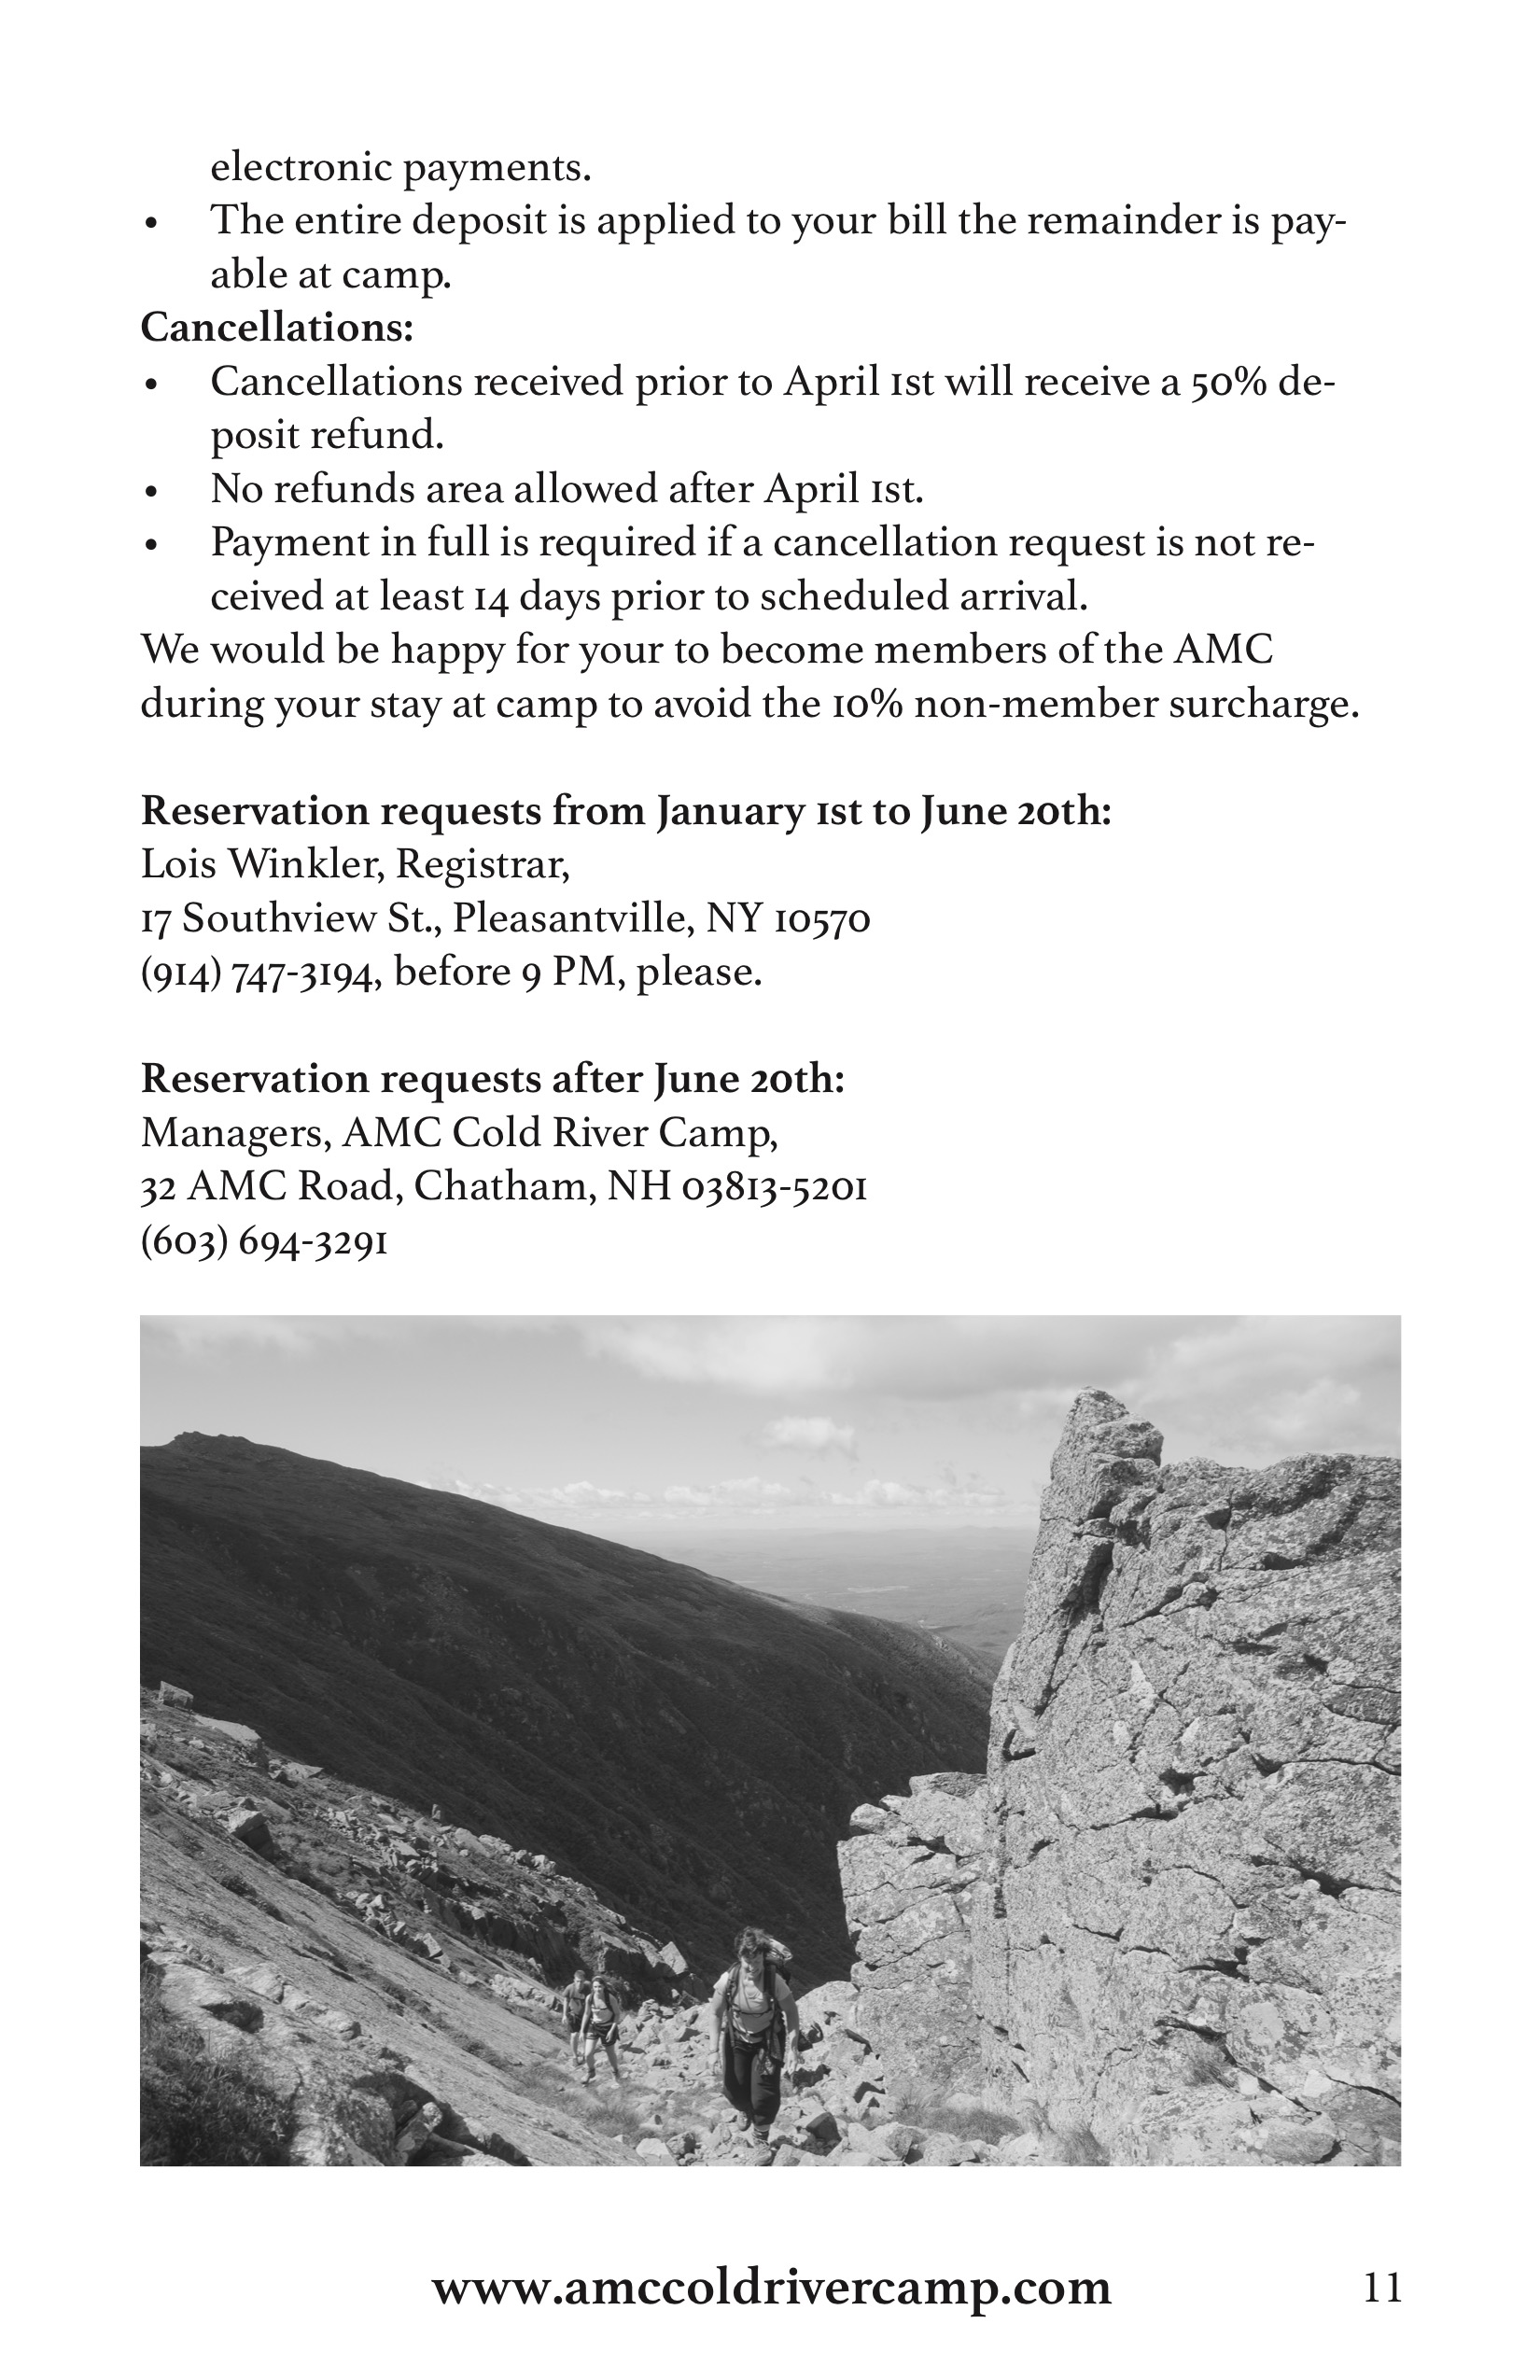 electronic payments.
• The entire deposit is applied to your bill the remainder is pay-
able at camp.
Cancellations:
• Cancellations received prior to April 1st will receive a 50% de-
posit refund.
• No refunds area allowed after April 1st.
• Payment in full is required if a cancellation request is not re-
ceived at least 14 days prior to scheduled arrival.
We would be happy for your to become members of the AMC
during your stay at camp to avoid the 10% non-member surcharge.
Reservation requests from January 1st to June 20th:
Lois Winkler, Registrar,
17 Southview St., Pleasantville, NY 10570
(914) 747-3194, before 9 PM, please.
Reservation requests after June 20th:
Managers, AMC Cold River Camp,
32 AMC Road, Chatham, NH 03813-5201
(603) 694-3291
www.amccoldrivercamp.com 11